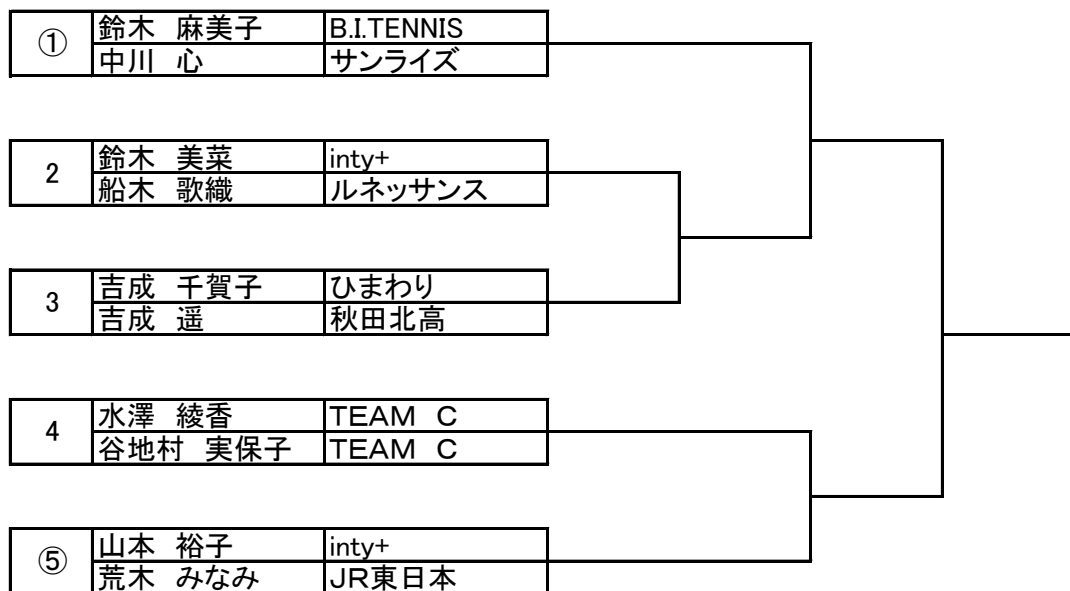 ① 鈴木　麻美子 B.I.TENNIS
中川　心 サンライズ
2 鈴木　美菜 inty+
船木　歌織 ルネッサンス
3 吉成　千賀子 ひまわり
吉成　遥 秋田北高
4 水澤　綾香 ＴＥＡＭ　Ｃ
谷地村　実保子 ＴＥＡＭ　Ｃ
⑤ 山本　裕子 inty+
荒木　みなみ ＪＲ東日本